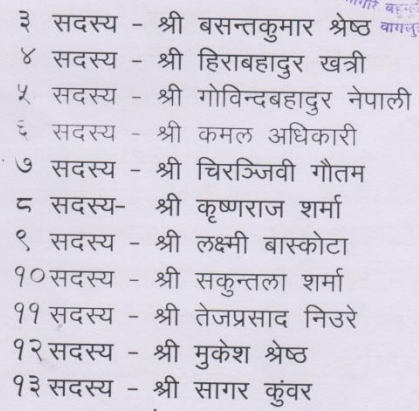 ३ सदस्य - श्री बसन्तकुमार श्रेष्ठ
४ सदस्य - श्री हिराबहादुर खत्री
५ सदस्य - श्री गोविन्दबहादुर नेपाली
६ सदस्य - श्री कमल अधिकारी
७ सदस्य - श्री चिरञ्जिवी गौतम
८ सदस्य- श्री कृष्णराज शर्मा
९ सदस्य - श्री लक्ष्मी बास्कोटा
१० सदस्य - श्री सकुन्तला शर्मा
११ सदस्य - श्री तेजप्रसाद निउरे
१२ सदस्य - श्री मुकेश श्रेष्ठ
१३ सदस्य - श्री सागर कुंवर